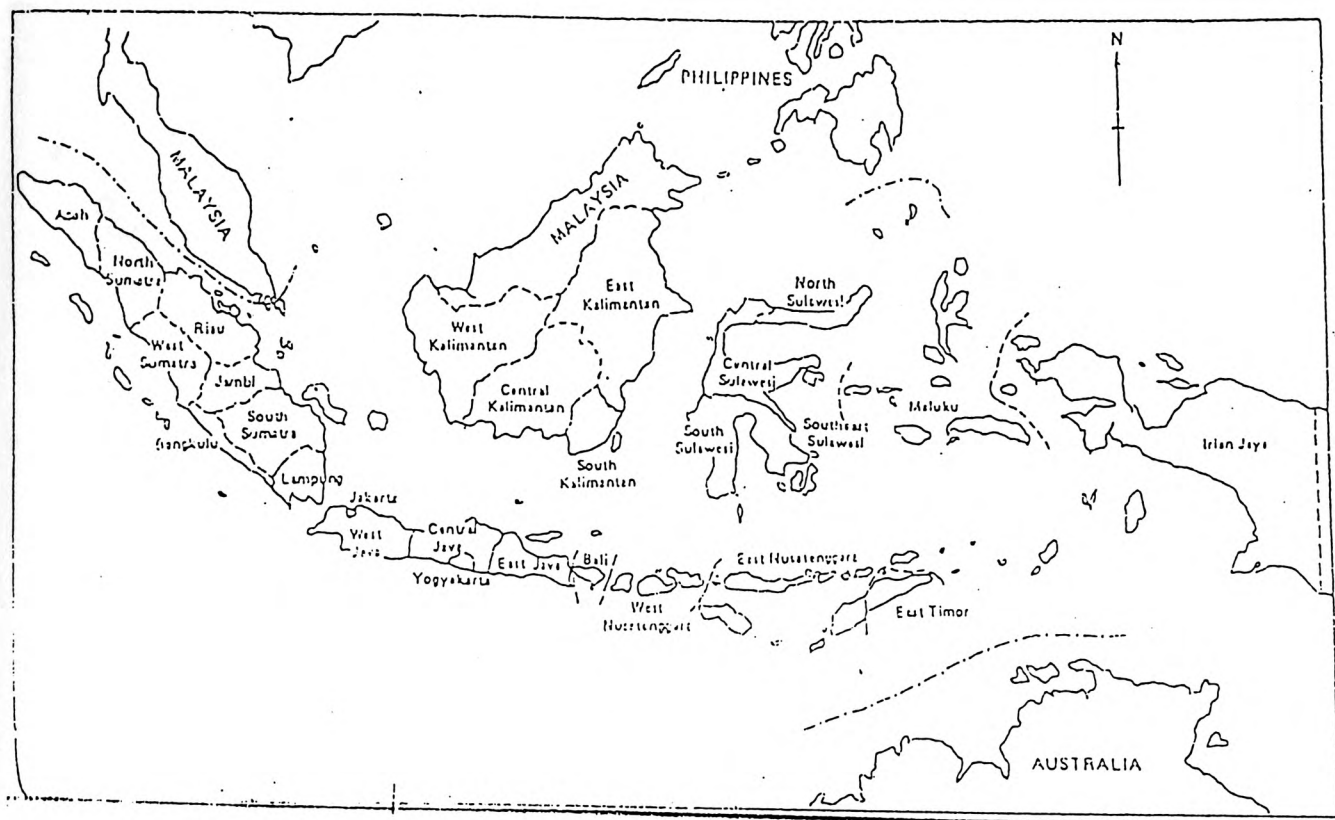 N
PHILIPPINES
MALAYSIA
MALAYSIA
North
Sumatra
Riau
West
Sumatra
Jambi
South
Sumatra
Bengkulu
Lampung
East
Kalimantan
West
Kalimantan
Central
Kalimantan
South
Kalimantan
North
Sulawesi
Central
Sulawesi
South
Sulawesi
Southeast
Sulawesi
Maluku
Irian Jaya
Jakarta
West
Java
Central
Java
Yogyakarta
East Java
Bali
West
Nusatenggara
East Nusatenggara
East Timor
AUSTRALIA